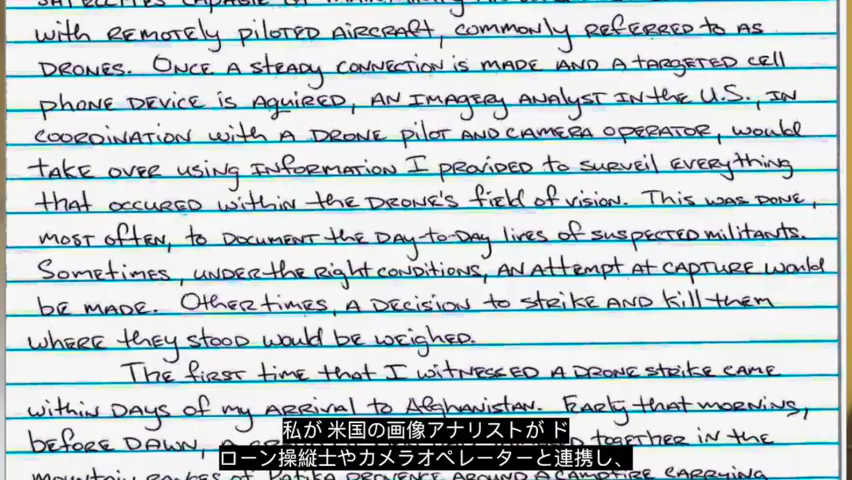 with REMOTELY piloted AIRCRAFT, commonly REFERRED to AS
DRONES. ONCE A STEADY CONNECTION is MADE AND A TARGETED CELL
phone DEVICE is AQUIRED, AN IMAGERY ANALYST IN the U.S., IN
COORDINATION with A DRONE pilot AND CAMERA OPERATOR, would
take over using INFORMATION I provided to surveil everything
that occured within the DRONE'S field of vision. This was DONE,
most often, to DOCUMENT the DAY-to-DAY lives of suspected militants.
Sometimes, under the right conditions, AN Attempt At CAPTURE would
be MADE. Other times, A DECISION to strike AND kill them
where they stood would be weighed.
The first time that I witnessed A DRONE strike CAME
within DAYS of my ARRIVAL to Afghanistan. Early that morning,
before DAWN, A together in the
mountain around A CAMPFIRE CARRYING
私が 米国の画像アナリストが ド
ローン操縦士やカメラオペレーターと連携し、